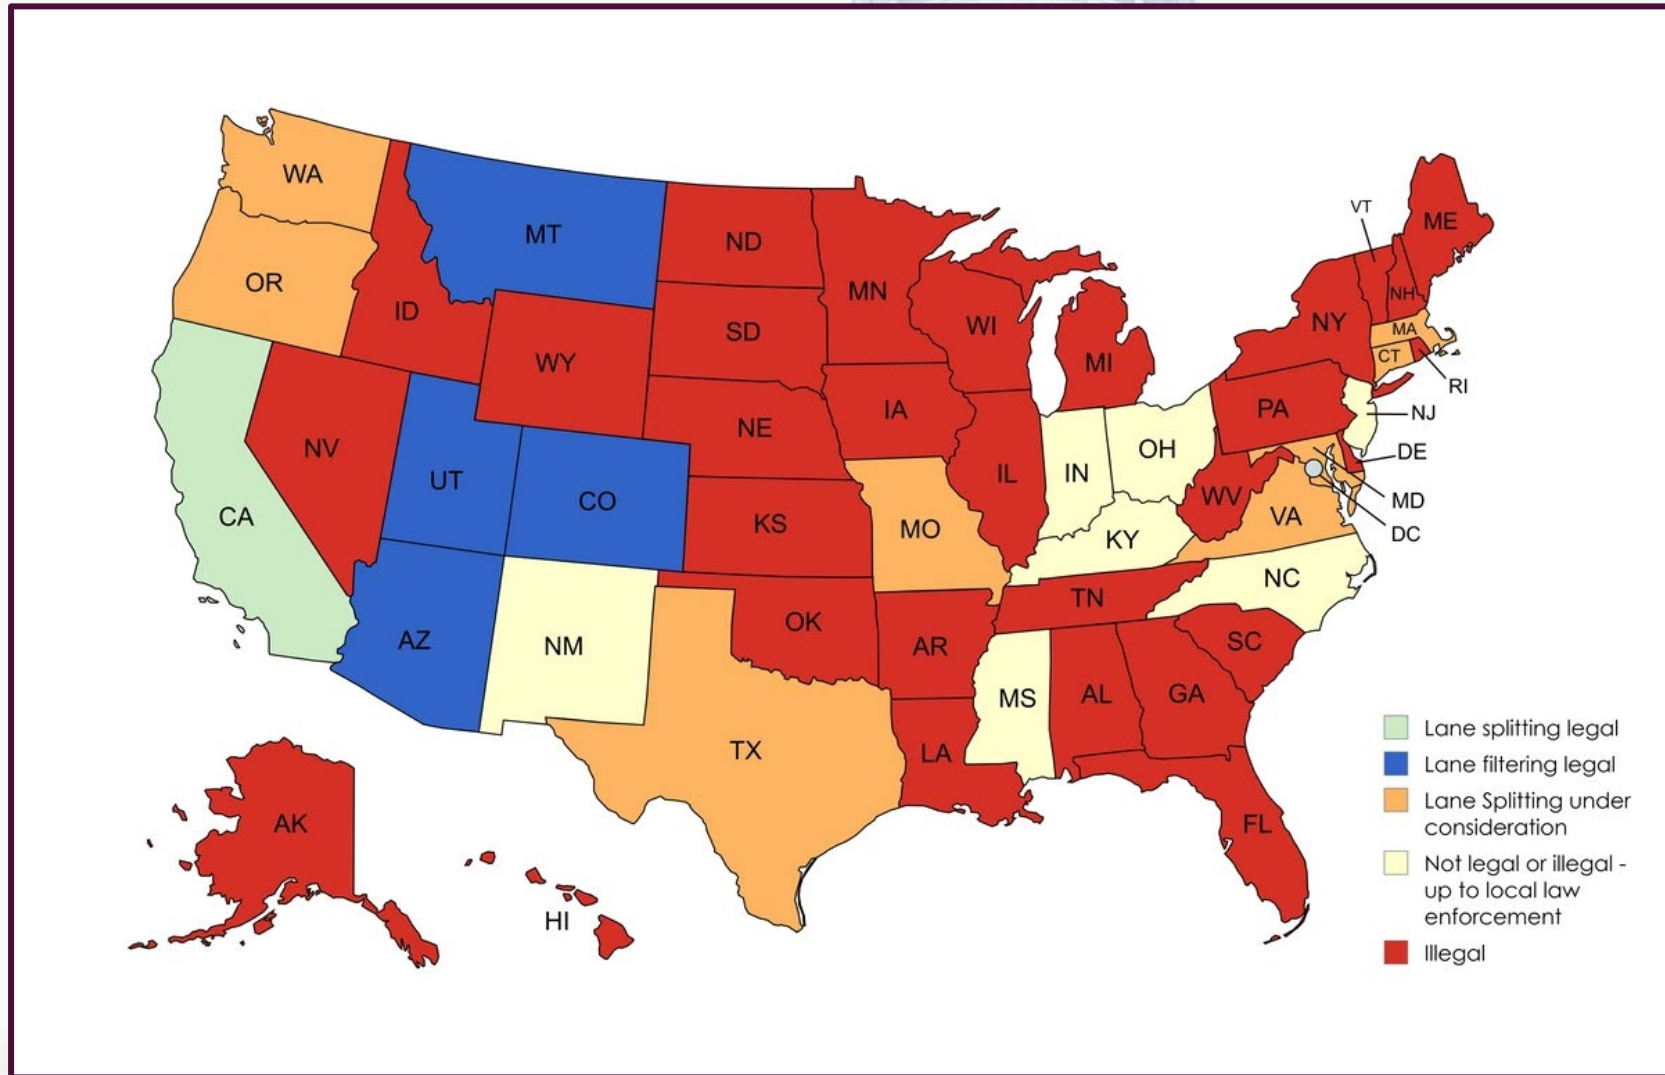 WA
OR
CA
NV
ID
MT
WY
UT
CO
AZ
NM
ND
SD
NE
KS
OK
TX
MN
IA
MO
AR
LA
WI
IL
MI
IN
OH
KY
TN
MS
AL
GA
FL
SC
NC
VA
WV
PA
NY
VT
NH
ME
MA
CT
RI
NJ
DE
MD
DC
AK
HI
Lane splitting legal
Lane filtering legal
Lane Splitting under
consideration
Not legal or illegal -
up to local law
enforcement
Illegal